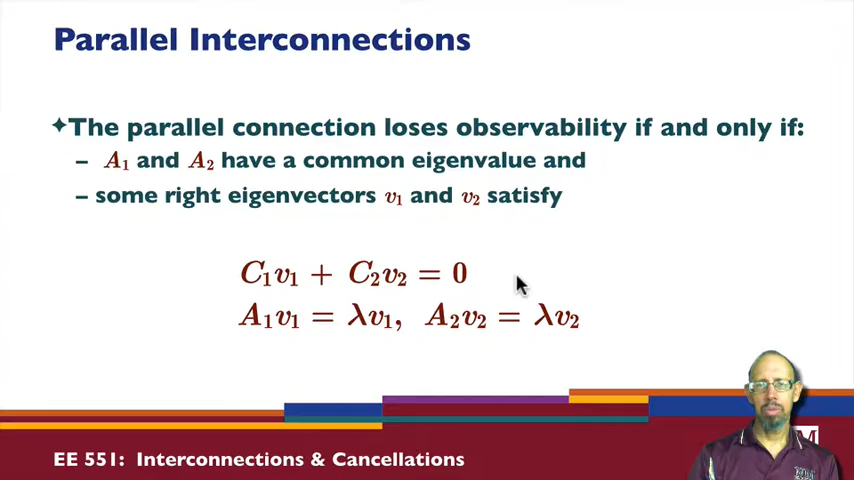 Parallel Interconnections
✦The parallel connection loses observability if and only if:
– A₁ and A₂ have a common eigenvalue and
– some right eigenvectors v₁ and v₂ satisfy
C₁v₁ + C₂v₂ = 0
A₁v₁ = λv₁, A₂v₂ = λv₂
EE 551: Interconnections & Cancellations